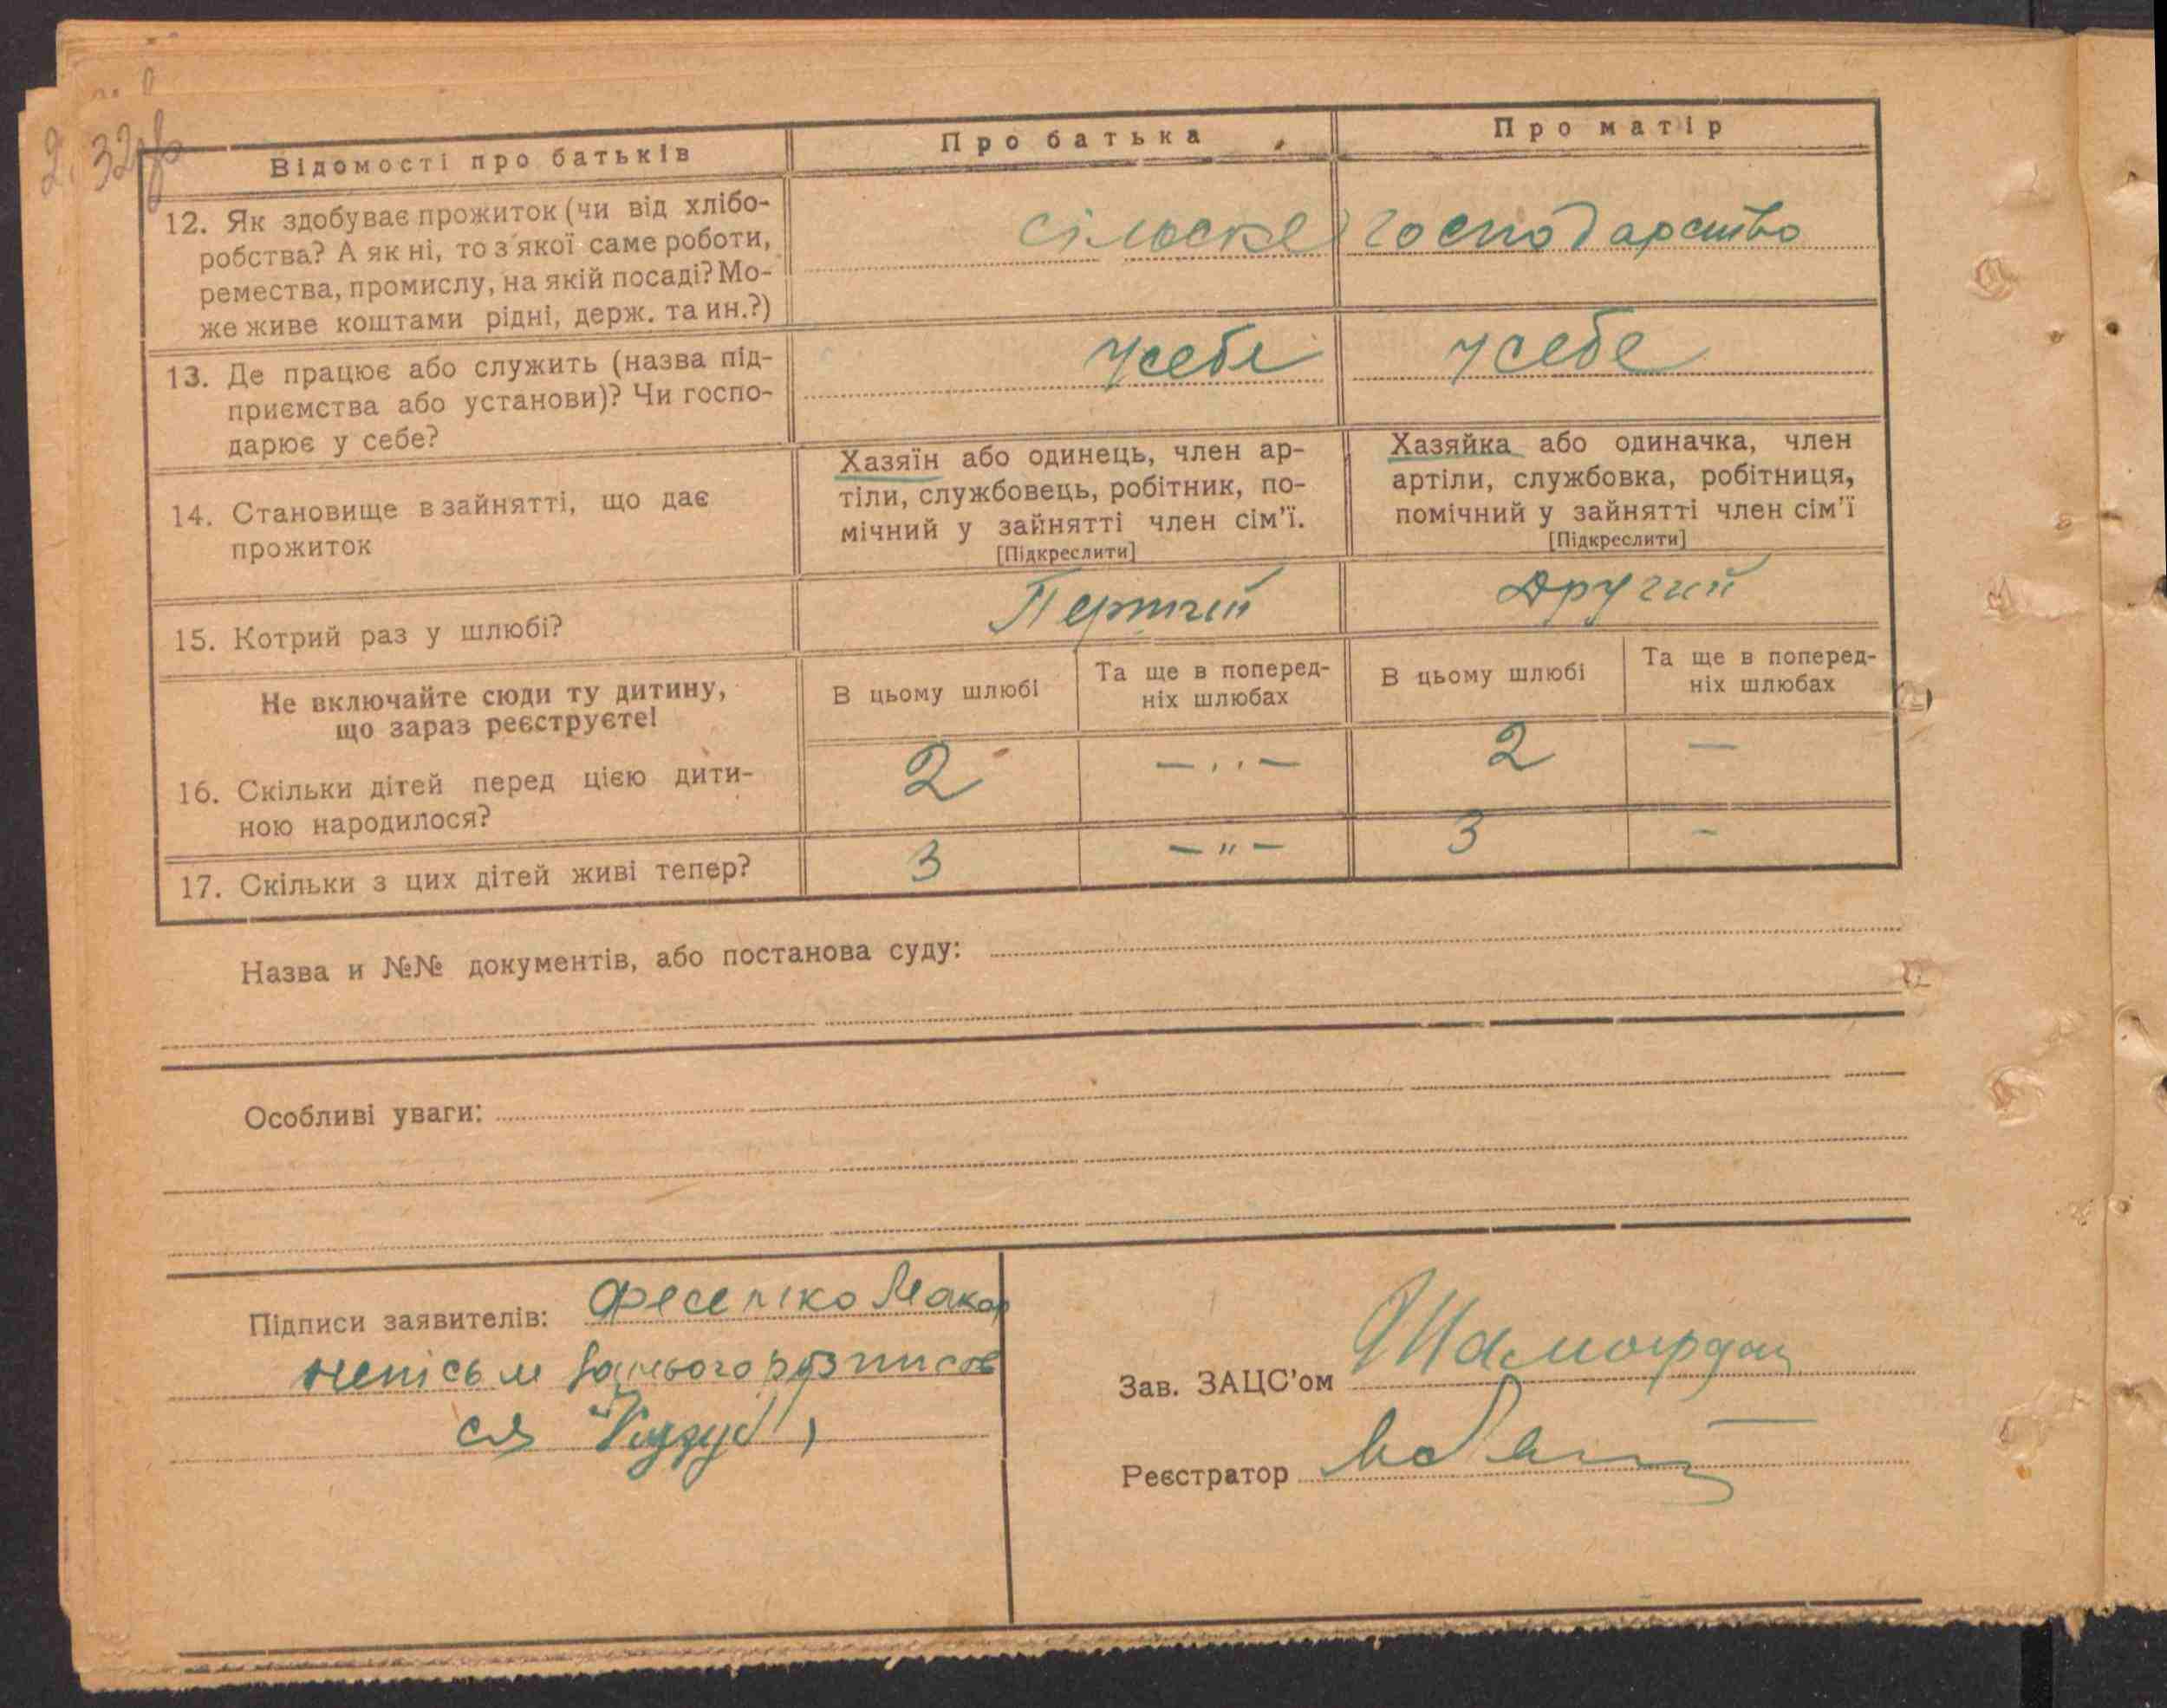 Відомості про батьків
Про батька
Про матір
12. Як здобуває прожиток (чи від хлібо-
робства? А як ні, то з якої саме роботи,
ремества, промислу, на якій посаді? Мо-
же живе коштами рідні, держ. та ин.?)
сільске господарство
13. Де працює або служить (назва під-
приємства або установи)? Чи госпо-
дарює у себе?
усебе
усебе
14. Становище в зайнятті, що дає
прожиток
Хазяїн або одинець, член ар-
тіли, службовець, робітник, по-
мічний у зайнятті член сім'ї.
[Підкреслити]
Хазяйка або одиначка, член
артіли, службовка, робітниця,
помічний у зайнятті член сім'ї
[Підкреслити]
15. Котрий раз у шлюбі?
Перший
Другий
Не включайте сюди ту дитину,
що зараз реєструєте!
В цьому шлюбі
Та ще в поперед-
ніх шлюбах
В цьому шлюбі
Та ще в поперед-
ніх шлюбах
16. Скільки дітей перед цією дити-
ною народилося?
2
— ,, —
2
—
17. Скільки з цих дітей живі тепер?
3
— „ —
3
-
Назва и №№ документів, або постанова суду:
Особливі уваги:
Підписи заявителів:
Макар
Зав. ЗАЦС'ом
ся
Реєстратор